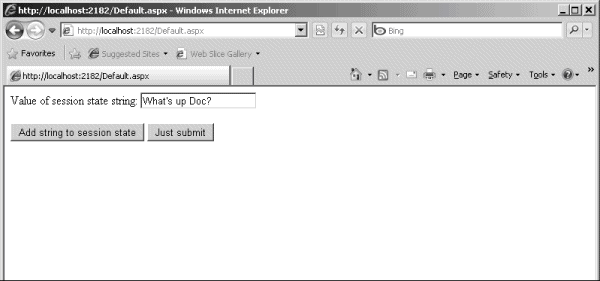 http://localhost:2182/Default.aspx - Windows Internet Explorer
http://localhost:2182/Default.aspx Bing
Favorites Suggested Sites Web Slice Gallery
http://localhost:2182/Default.aspx Page Safety Tools »
Value of session state string: What's up Doc?
Add string to session state Just submit